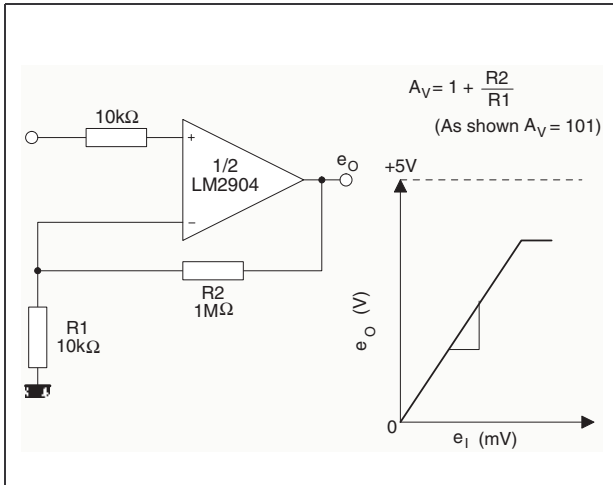 A_V = 1 + R2/R1
(As shown A_V = 101)
10kΩ
+
1/2
LM2904
−
e_O
R2
1MΩ
R1
10kΩ
+5V
e_O (V)
0
e_I (mV)